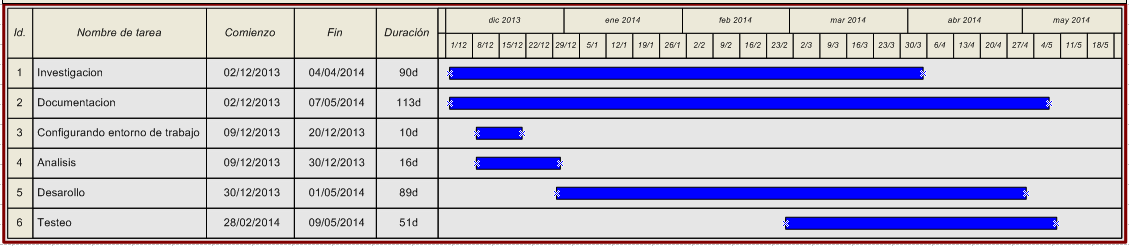 Id. Nombre de tarea Comienzo Fin Duración
dic 2013 ene 2014 feb 2014 mar 2014 abr 2014 may 2014
1/12 8/12 15/12 22/12 29/12 5/1 12/1 19/1 26/1 2/2 9/2 16/2 23/2 2/3 9/3 16/3 23/3 30/3 6/4 13/4 20/4 27/4 4/5 11/5 18/5
1 Investigacion 02/12/2013 04/04/2014 90d
2 Documentacion 02/12/2013 07/05/2014 113d
3 Configurando entorno de trabajo 09/12/2013 20/12/2013 10d
4 Analisis 09/12/2013 30/12/2013 16d
5 Desarollo 30/12/2013 01/05/2014 89d
6 Testeo 28/02/2014 09/05/2014 51d